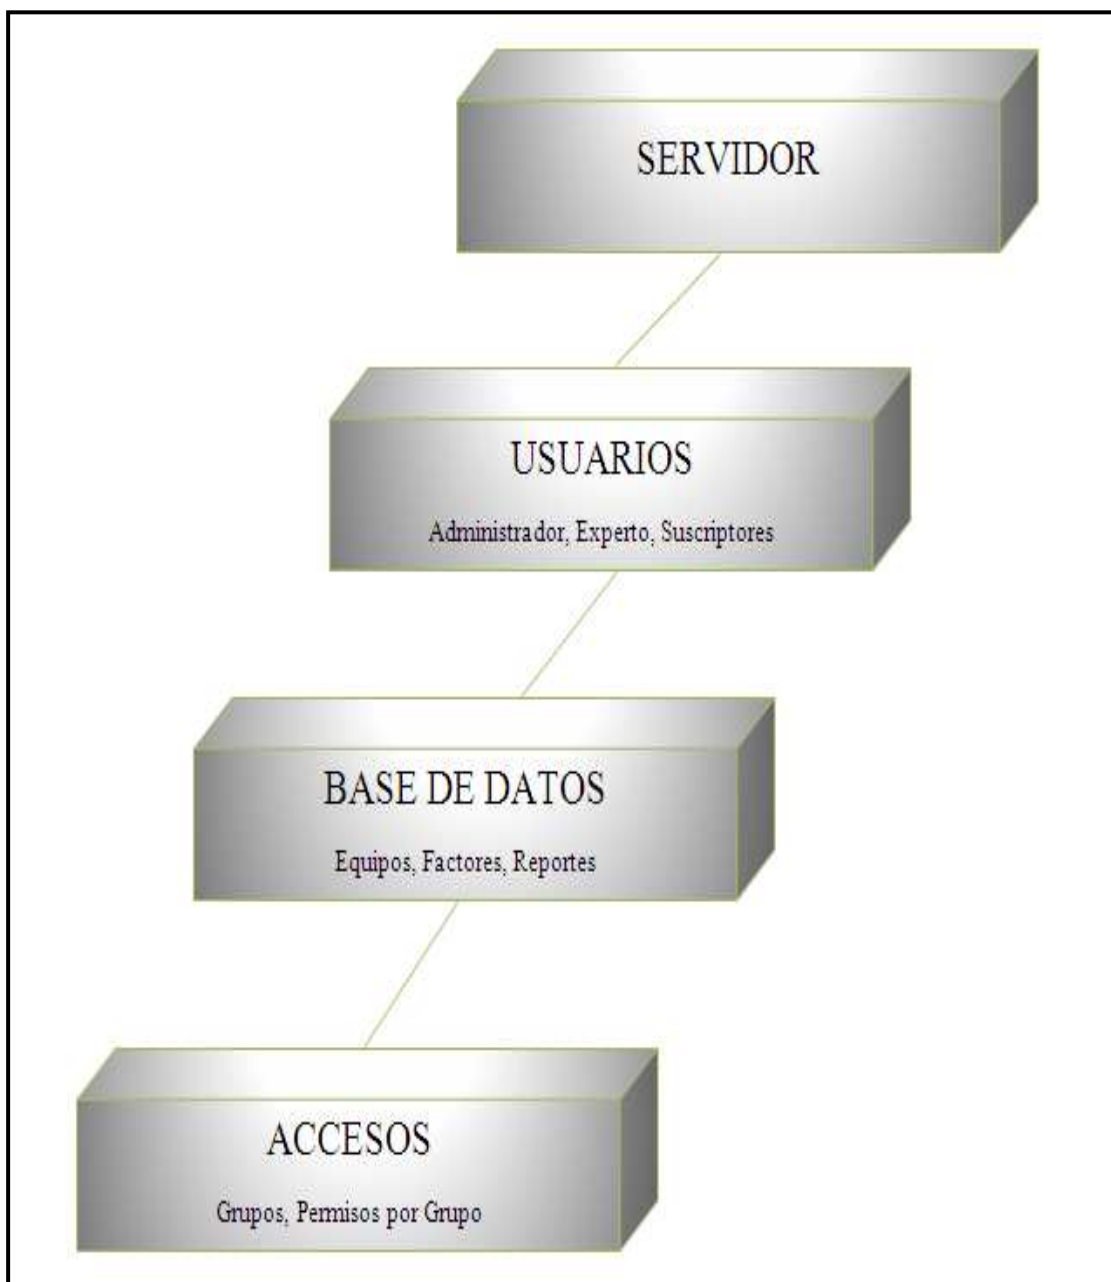 SERVIDOR
USUARIOS
Administrador, Experto, Suscriptores
BASE DE DATOS
Equipos, Factores, Reportes
ACCESOS
Grupos, Permisos por Grupo